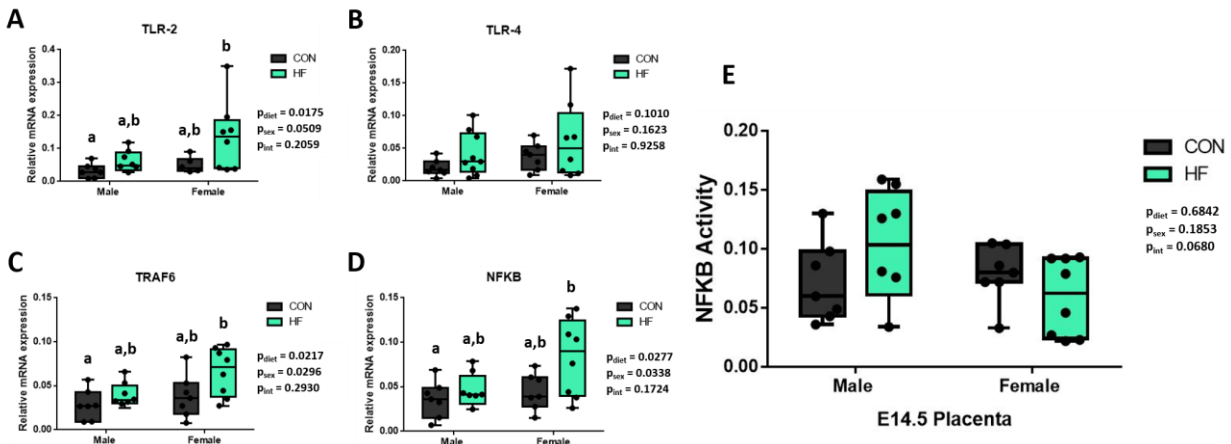 A
TLR-2
Relative mRNA expression
0.4
0.3
0.2
0.1
0.0
a
a,b
a,b
b
Male
Female
CON
HF
pdiet = 0.0175
psex = 0.0509
pint = 0.2059
B
TLR-4
Relative mRNA expression
0.20
0.15
0.10
0.05
0.00
Male
Female
CON
HF
pdiet = 0.1010
psex = 0.1623
pint = 0.9258
C
TRAF6
Relative mRNA expression
0.15
0.10
0.05
0.00
a
a,b
a,b
b
Male
Female
CON
HF
pdiet = 0.0217
psex = 0.0296
pint = 0.2930
D
NFKB
Relative mRNA expression
0.15
0.10
0.05
0.00
a
a,b
a,b
b
Male
Female
CON
HF
pdiet = 0.0277
psex = 0.0338
pint = 0.1724
E
NFKB Activity
0.20
0.15
0.10
0.05
0.00
Male
Female
E14.5 Placenta
CON
HF
pdiet = 0.6842
psex = 0.1853
pint = 0.0680